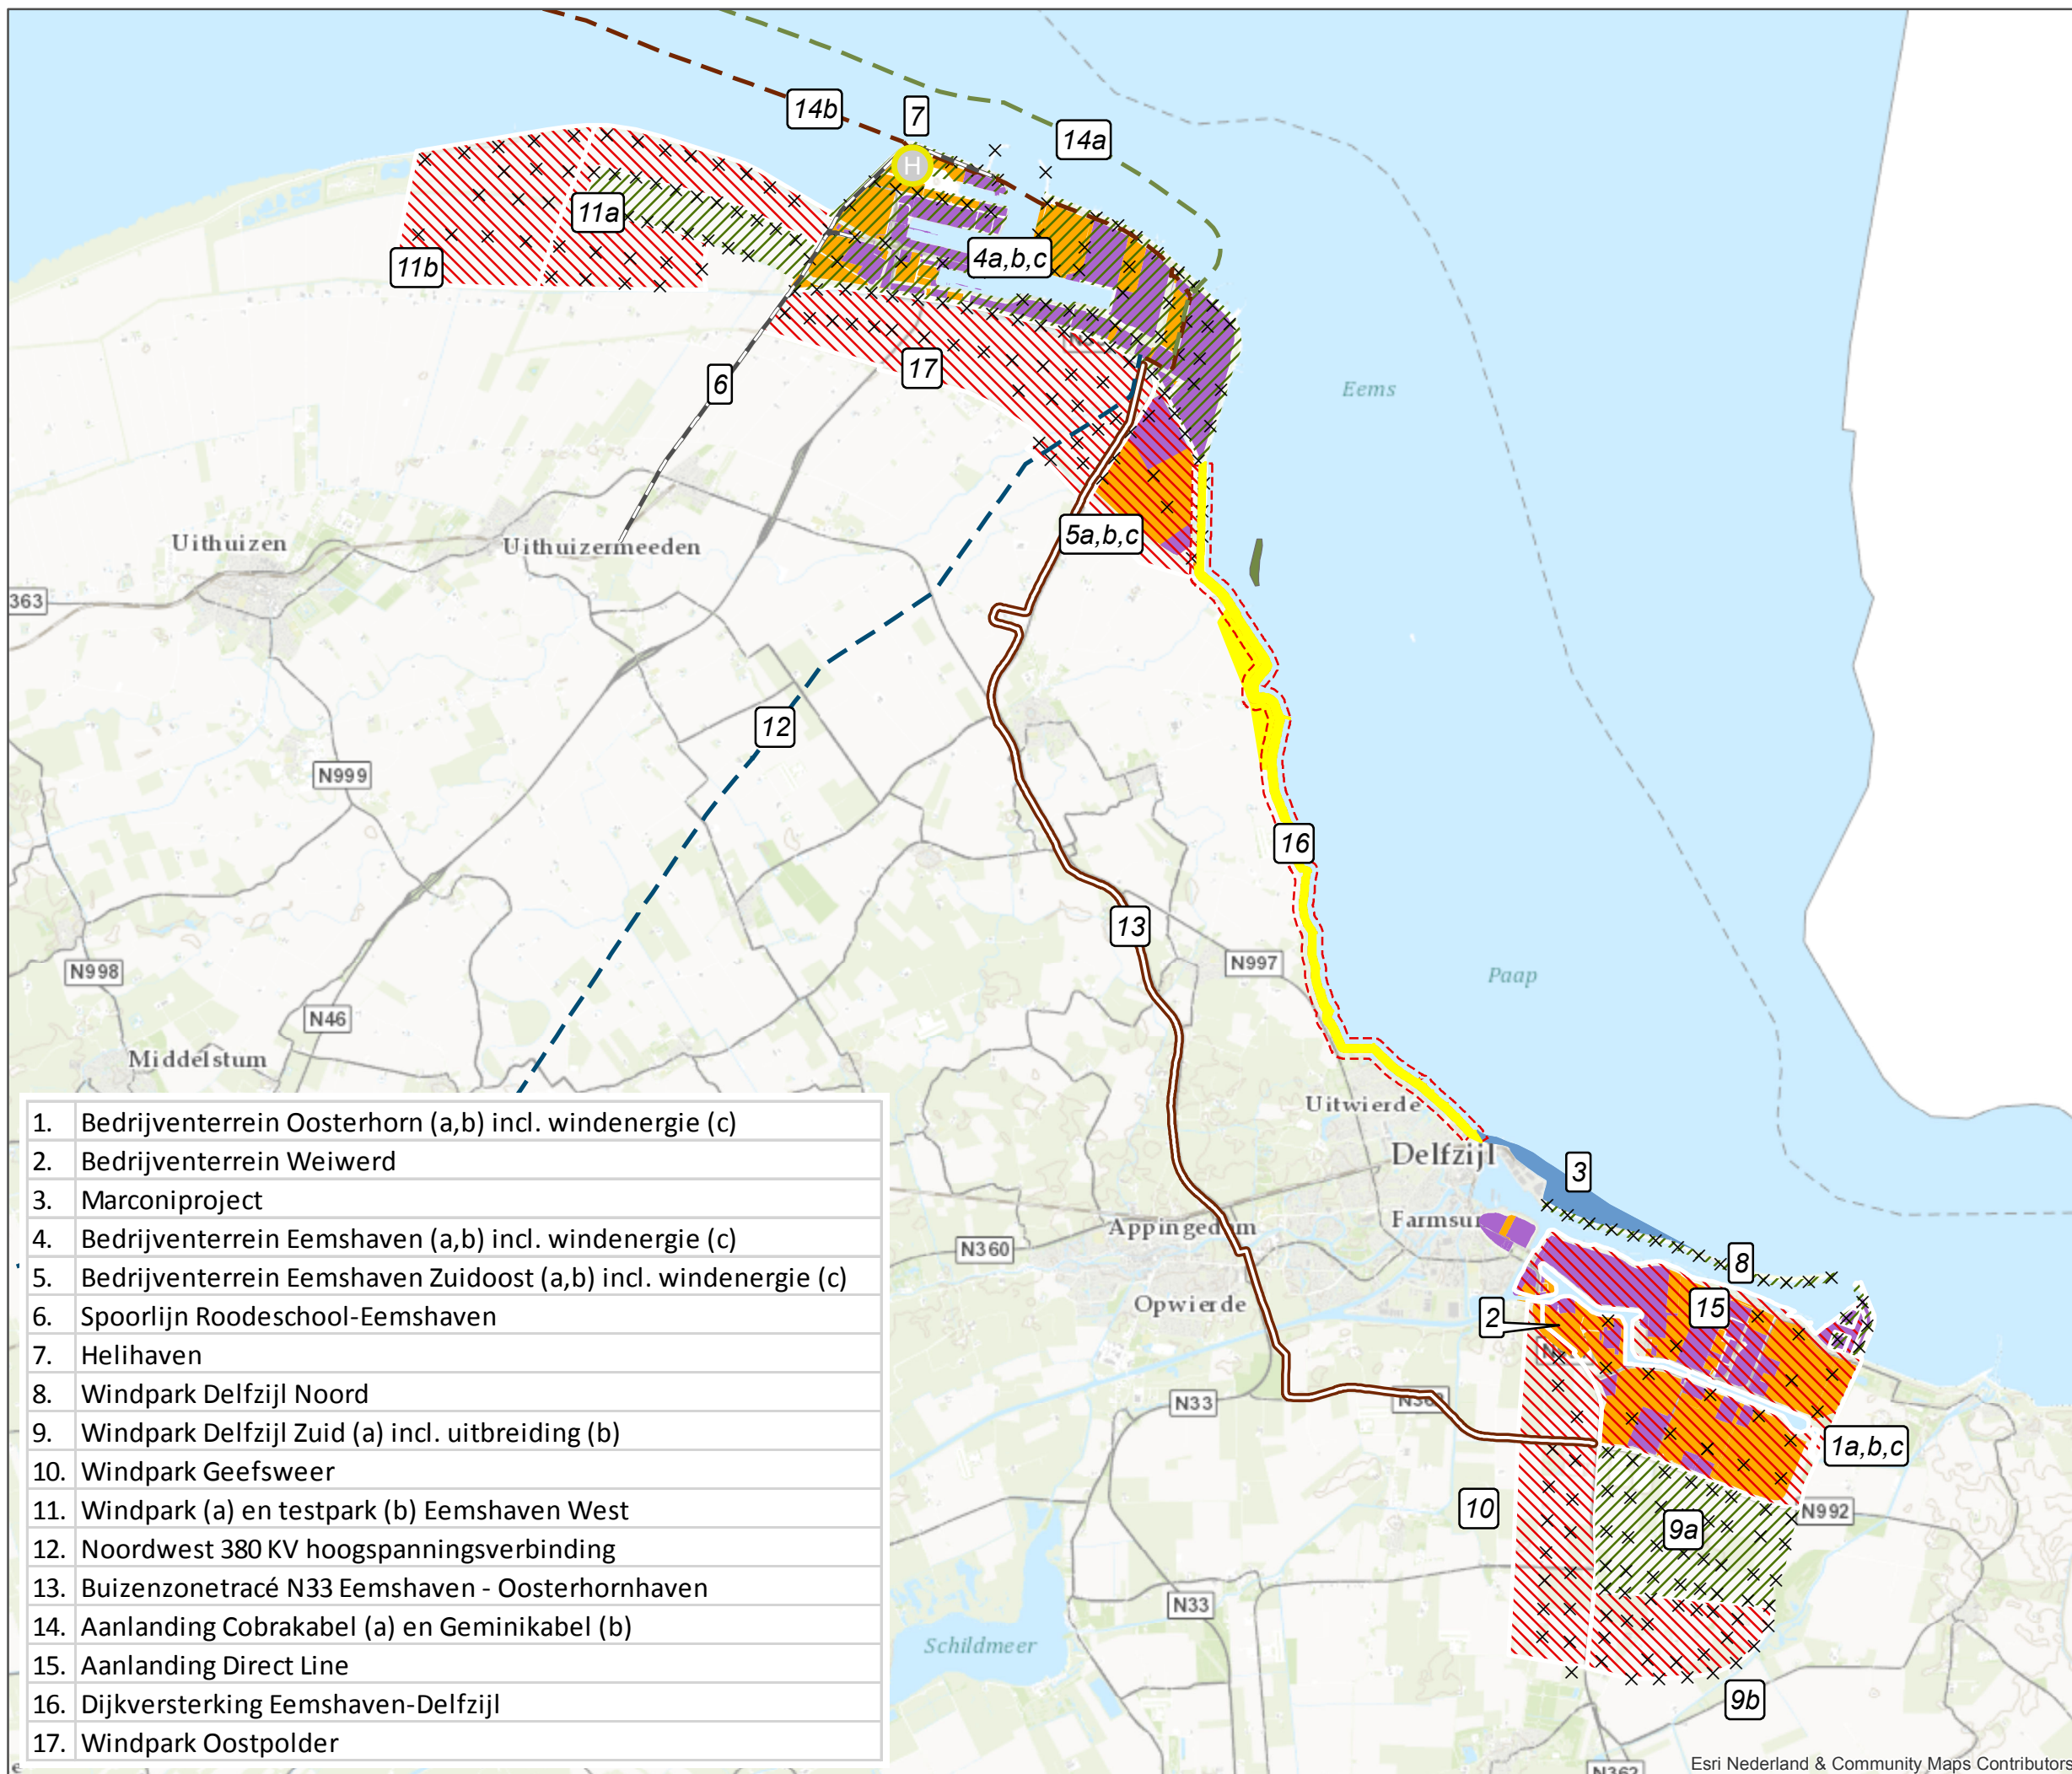 14b
7
14a
11a
11b
4a,b,c
17
6
Eems
5a,b,c
Uithuizen
Uithuizermeeden
363
12
N999
16
13
N997
N998
Paap
N46
Middelstum
Uitwierde
Delfzijl
3
Appingedam
N360
8
Opwierde
15
2
N33
1a,b,c
10
N992
9a
N33
Schildmeer
9b
N362
1. Bedrijventerrein Oosterhorn (a,b) incl. windenergie (c)
2. Bedrijventerrein Weiwerd
3. Marconiproject
4. Bedrijventerrein Eemshaven (a,b) incl. windenergie (c)
5. Bedrijventerrein Eemshaven Zuidoost (a,b) incl. windenergie (c)
6. Spoorlijn Roodeschool-Eemshaven
7. Helihaven
8. Windpark Delfzijl Noord
9. Windpark Delfzijl Zuid (a) incl. uitbreiding (b)
10. Windpark Geefsweer
11. Windpark (a) en testpark (b) Eemshaven West
12. Noordwest 380 KV hoogspanningsverbinding
13. Buizenzonetracé N33 Eemshaven - Oosterhornhaven
14. Aanlanding Cobrakabel (a) en Geminikabel (b)
15. Aanlanding Direct Line
16. Dijkversterking Eemshaven-Delfzijl
17. Windpark Oostpolder
H
Esri Nederland & Community Maps Contributors